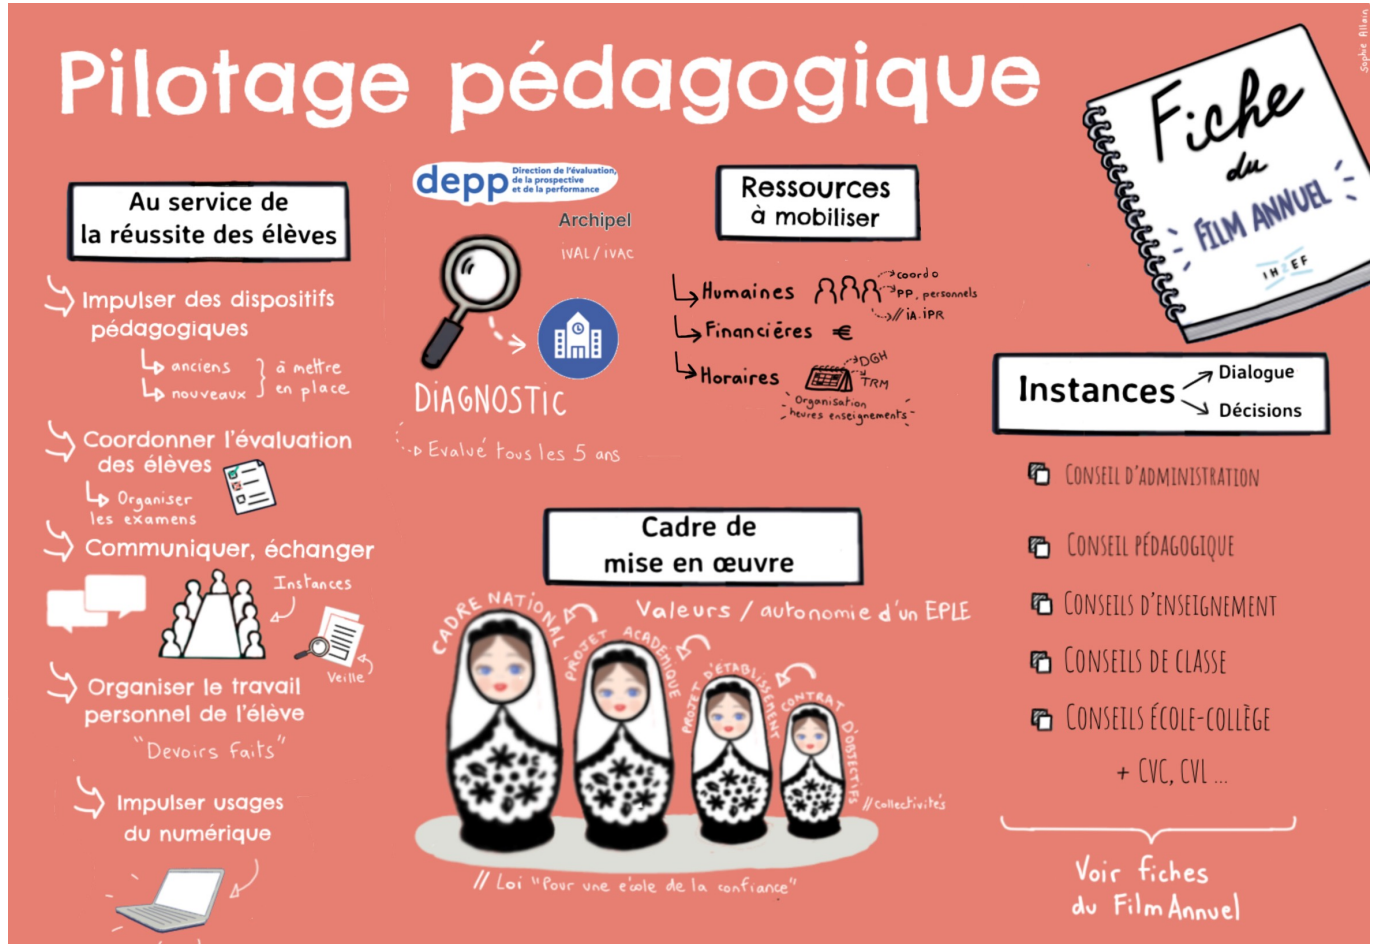 Pilotage pédagogique
Sophie Allain
Fiche
du
FILM ANNUEL
IH2EF
Au service de
la réussite des élèves
Impulser des dispositifs
pédagogiques
anciens
nouveaux
à mettre
en place
Coordonner l'évaluation
des élèves
Organiser
les examens
Communiquer, échanger
Instances
Veille
Organiser le travail
personnel de l'élève
"Devoirs faits"
Impulser usages
du numérique
depp
Direction de l'évaluation,
de la prospective
et de la performance
Archipel
iVAL / iVAC
DIAGNOSTIC
Evalué tous les 5 ans
Ressources
à mobiliser
Humaines
coordo
PP, personnels
// iA-iPR
Financiéres €
Horaires
DGH
TRM
Organisation
heures enseignements
Cadre de
mise en œuvre
Valeurs / autonomie d'un EPLE
CADRE NATIONAL
PROJET ACADÉMIQUE
PROJET D'ÉTABLISSEMENT
CONTRAT D'OBJECTIFS
// collectivités
// Loi "Pour une école de la confiance"
Instances
Dialogue
Décisions
CONSEIL D'ADMINISTRATION
CONSEIL PÉDAGOGIQUE
CONSEILS D'ENSEIGNEMENT
CONSEILS DE CLASSE
CONSEILS ÉCOLE-COLLÈGE
+ CVC, CVL ...
Voir fiches
du Film Annuel